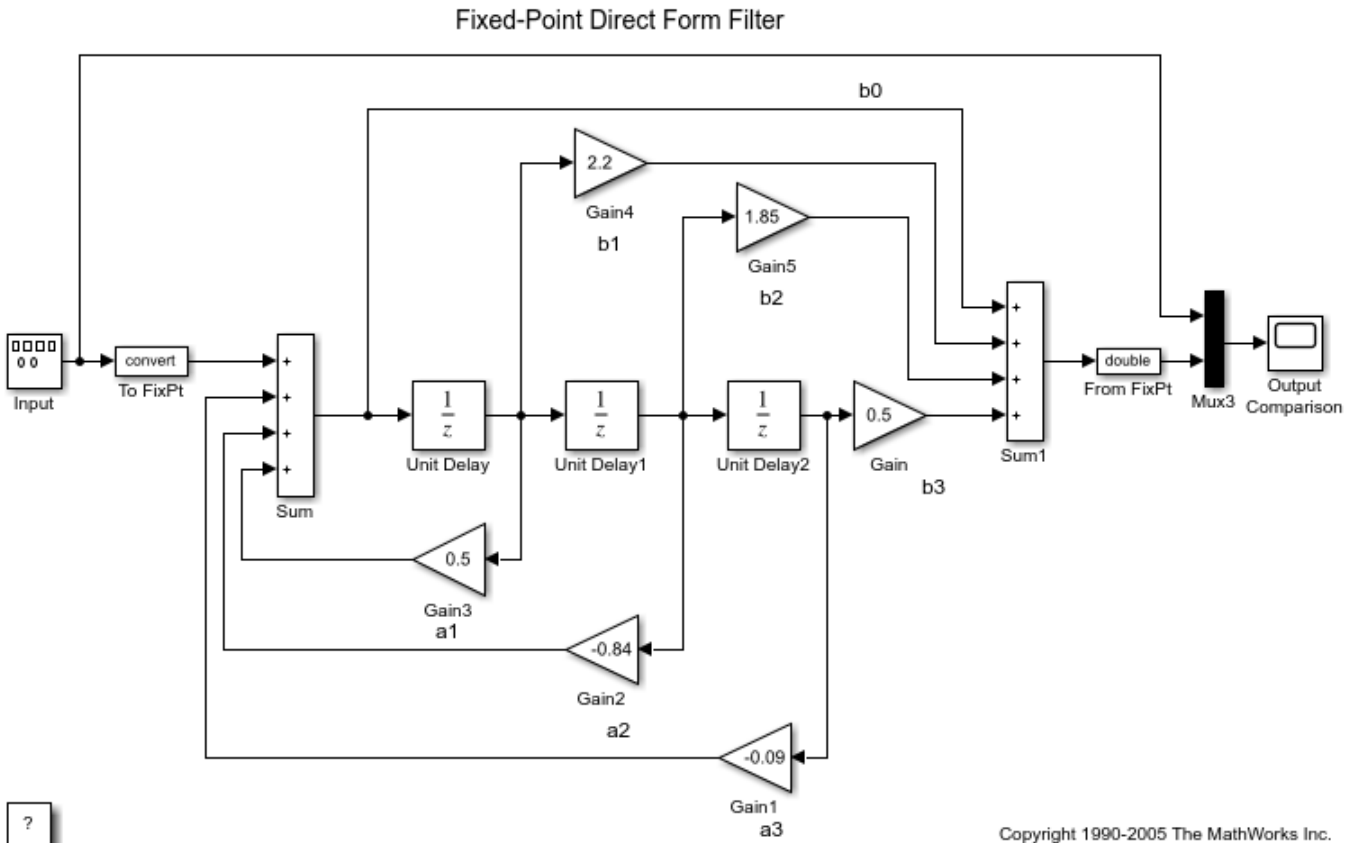 Fixed-Point Direct Form Filter
b0
2.2
Gain4
b1
1.85
Gain5
b2
0 0
Input
convert
To FixPt
+
+
+
+
Sum
1
z
Unit Delay
1
z
Unit Delay1
1
z
Unit Delay2
0.5
Gain
b3
+
+
+
+
Sum1
double
From FixPt
Mux3
Output
Comparison
0.5
Gain3
a1
-0.84
Gain2
a2
-0.09
Gain1
a3
?
Copyright 1990-2005 The MathWorks Inc.